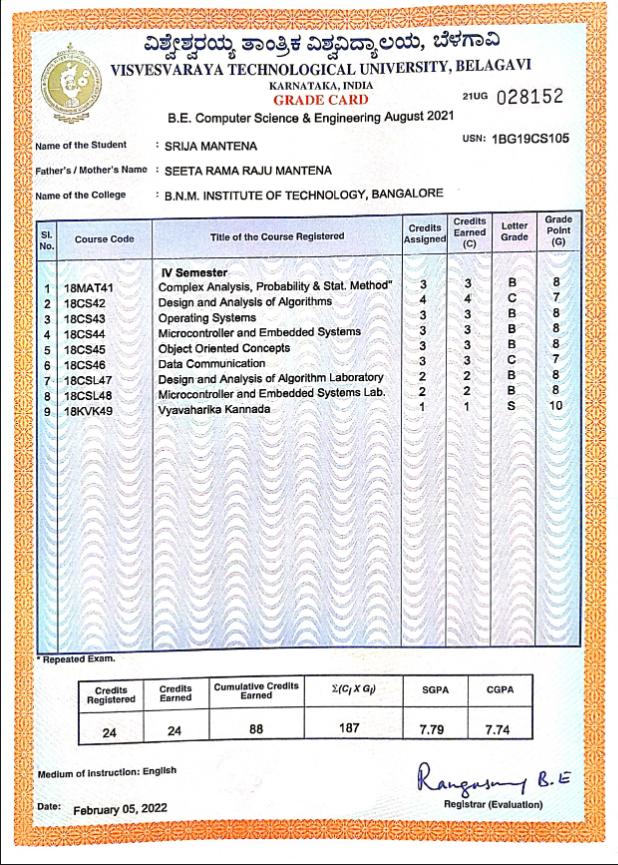 ವಿಶ್ವೇಶ್ವರಯ್ಯ ತಾಂತ್ರಿಕ ವಿಶ್ವವಿದ್ಯಾಲಯ, ಬೆಳಗಾವಿ
VISVESVARAYA TECHNOLOGICAL UNIVERSITY, BELAGAVI
KARNATAKA, INDIA
GRADE CARD
21UG 028152
B.E. Computer Science & Engineering August 2021
USN: 1BG19CS105
Name of the Student : SRIJA MANTENA
Father's / Mother's Name : SEETA RAMA RAJU MANTENA
Name of the College : B.N.M. INSTITUTE OF TECHNOLOGY, BANGALORE
Sl. No. Course Code Title of the Course Registered Credits Assigned Credits Earned (C) Letter Grade Grade Point (G)
IV Semester
1 18MAT41 Complex Analysis, Probability & Stat. Method" 3 3 B 8
2 18CS42 Design and Analysis of Algorithms 4 4 C 7
3 18CS43 Operating Systems 3 3 B 8
4 18CS44 Microcontroller and Embedded Systems 3 3 B 8
5 18CS45 Object Oriented Concepts 3 3 B 8
6 18CS46 Data Communication 3 3 C 7
7 18CSL47 Design and Analysis of Algorithm Laboratory 2 2 B 8
8 18CSL48 Microcontroller and Embedded Systems Lab. 2 2 B 8
9 18KVK49 Vyavaharika Kannada 1 1 S 10
* Repeated Exam.
Credits Registered Credits Earned Cumulative Credits Earned Σ(Ci X Gi) SGPA CGPA
24 24 88 187 7.79 7.74
Medium of Instruction: English
Rangaswamy B.E
Registrar (Evaluation)
Date: February 05, 2022